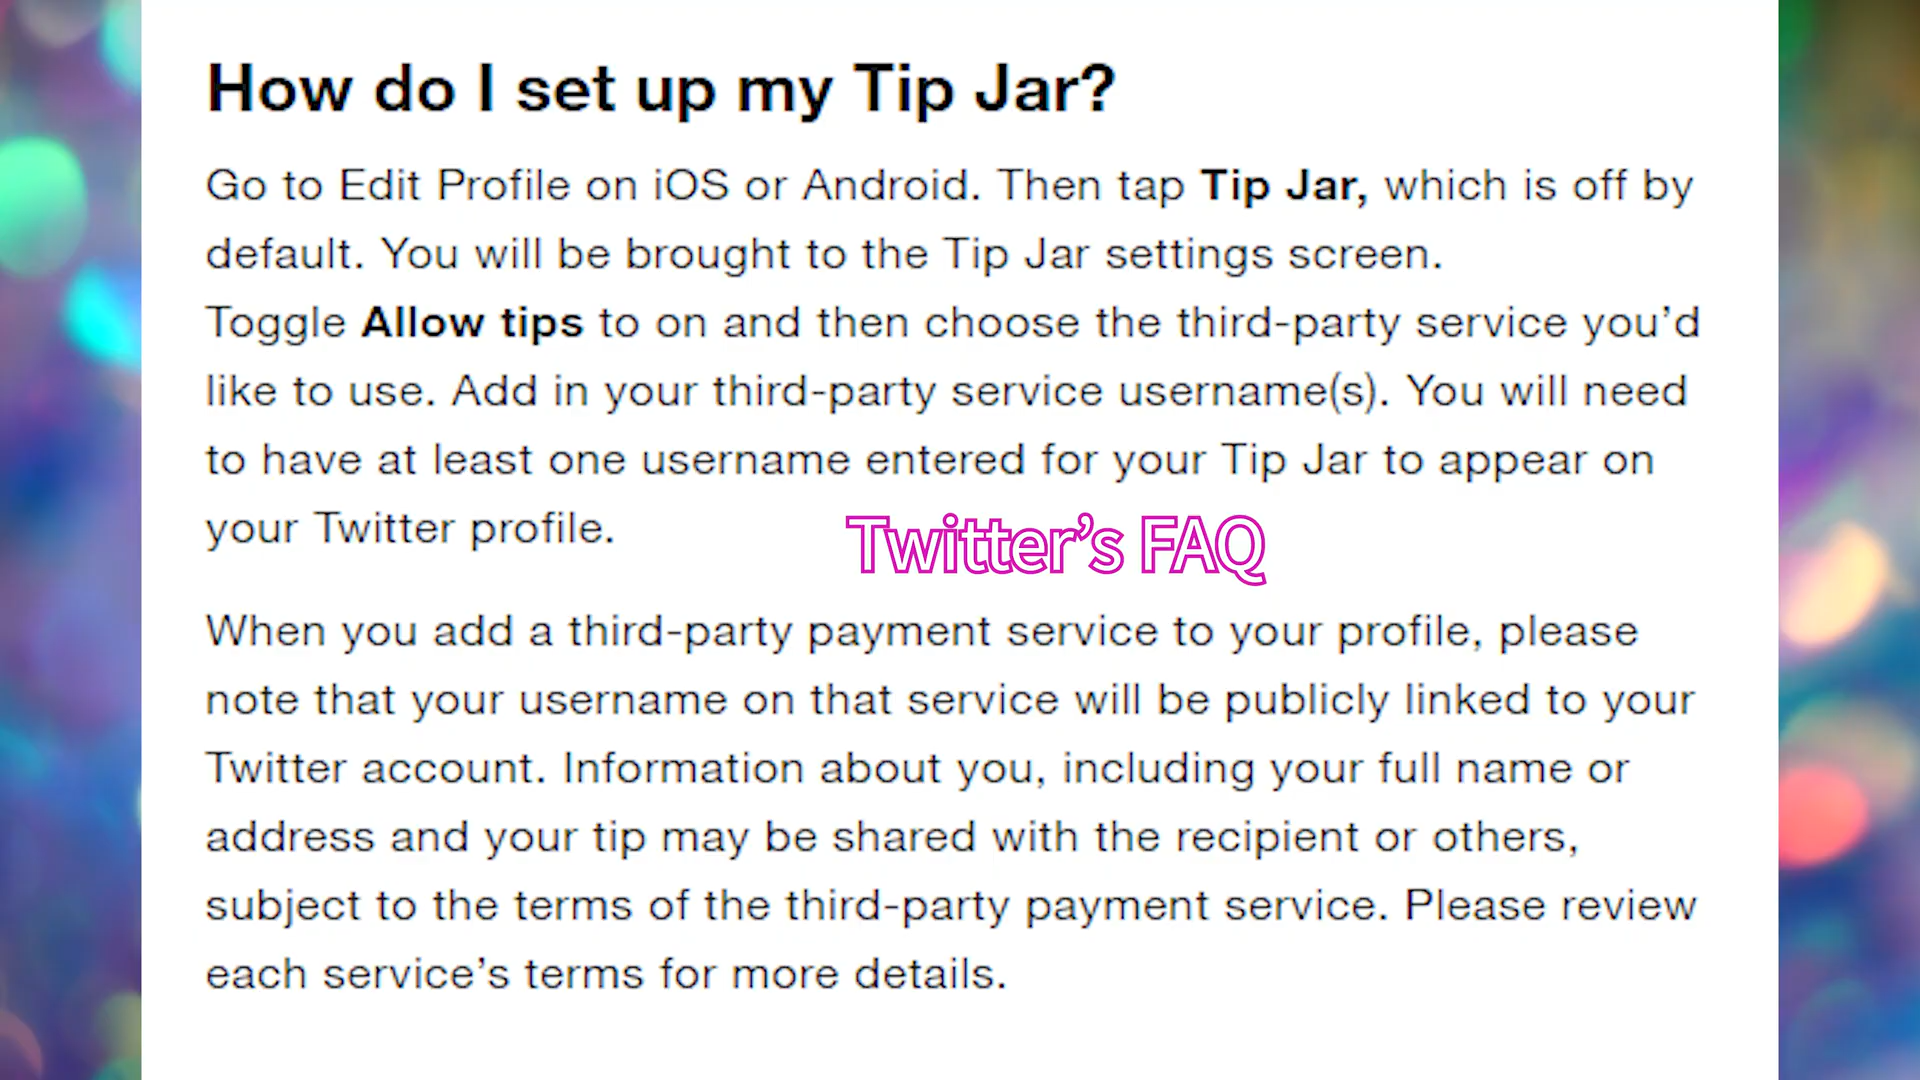 How do I set up my Tip Jar?
Go to Edit Profile on iOS or Android. Then tap Tip Jar, which is off by
default. You will be brought to the Tip Jar settings screen.
Toggle Allow tips to on and then choose the third-party service you’d
like to use. Add in your third-party service username(s). You will need
to have at least one username entered for your Tip Jar to appear on
your Twitter profile.
Twitter’s FAQ
When you add a third-party payment service to your profile, please
note that your username on that service will be publicly linked to your
Twitter account. Information about you, including your full name or
address and your tip may be shared with the recipient or others,
subject to the terms of the third-party payment service. Please review
each service’s terms for more details.